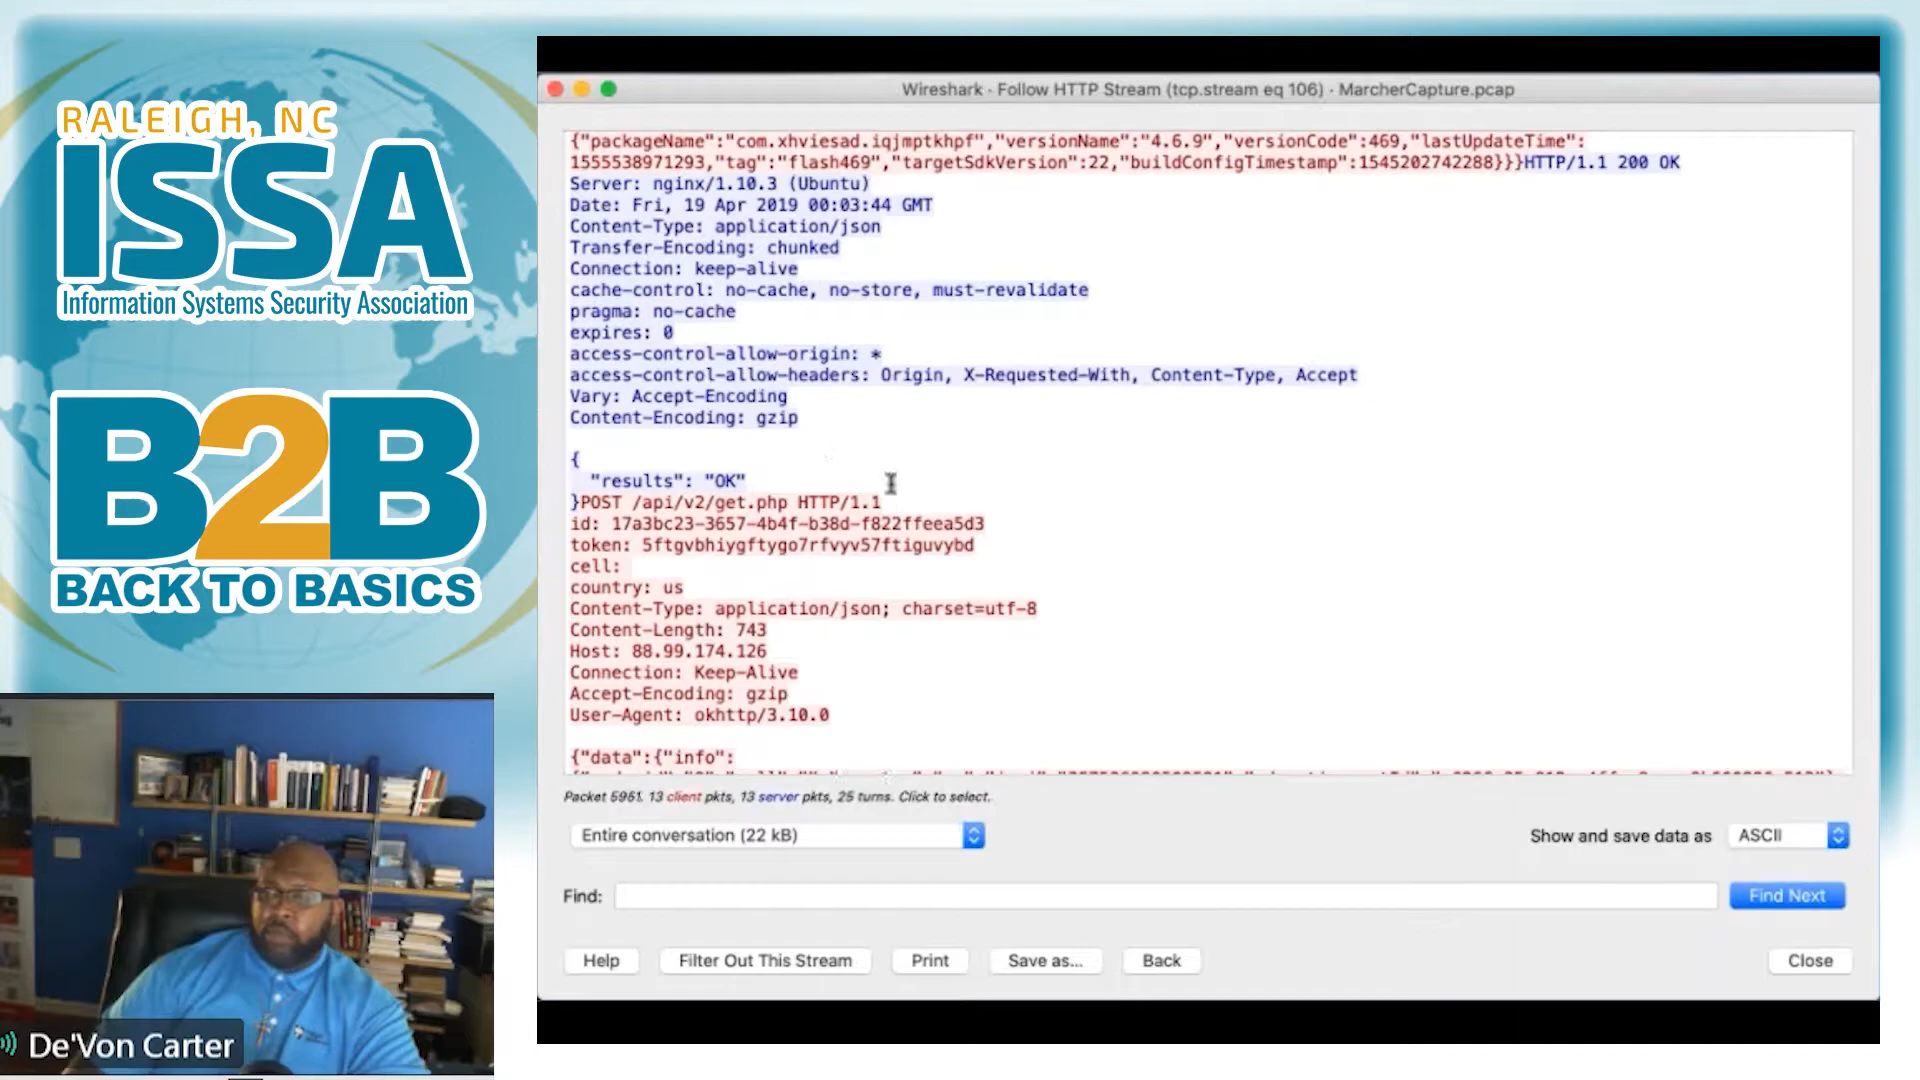 RALEIGH, NC
ISSA
Information Systems Security Association
B2B
BACK TO BASICS
De'Von Carter
Wireshark · Follow HTTP Stream (tcp.stream eq 106) · MarcherCapture.pcap
{"packageName":"com.xhviesad.iqjmptkhpf","versionName":"4.6.9","versionCode":469,"lastUpdateTime":
1555538971293,"tag":"flash469","targetSdkVersion":22,"buildConfigTimestamp":1545202742288}}}HTTP/1.1 200 OK
Server: nginx/1.10.3 (Ubuntu)
Date: Fri, 19 Apr 2019 00:03:44 GMT
Content-Type: application/json
Transfer-Encoding: chunked
Connection: keep-alive
cache-control: no-cache, no-store, must-revalidate
pragma: no-cache
expires: 0
access-control-allow-origin: *
access-control-allow-headers: Origin, X-Requested-With, Content-Type, Accept
Vary: Accept-Encoding
Content-Encoding: gzip
{
"results": "OK"
}POST /api/v2/get.php HTTP/1.1
id: 17a3bc23-3657-4b4f-b38d-f822ffeea5d3
token: 5ftgvbhiygftygo7rfvyv57ftiguvybd
cell:
country: us
Content-Type: application/json; charset=utf-8
Content-Length: 743
Host: 88.99.174.126
Connection: Keep-Alive
Accept-Encoding: gzip
User-Agent: okhttp/3.10.0
{"data":{"info":
Packet 5951. 13 client pkts, 13 server pkts, 25 turns. Click to select.
Entire conversation (22 kB)
Show and save data as ASCII
Find:
Find Next
Help
Filter Out This Stream
Print
Save as...
Back
Close